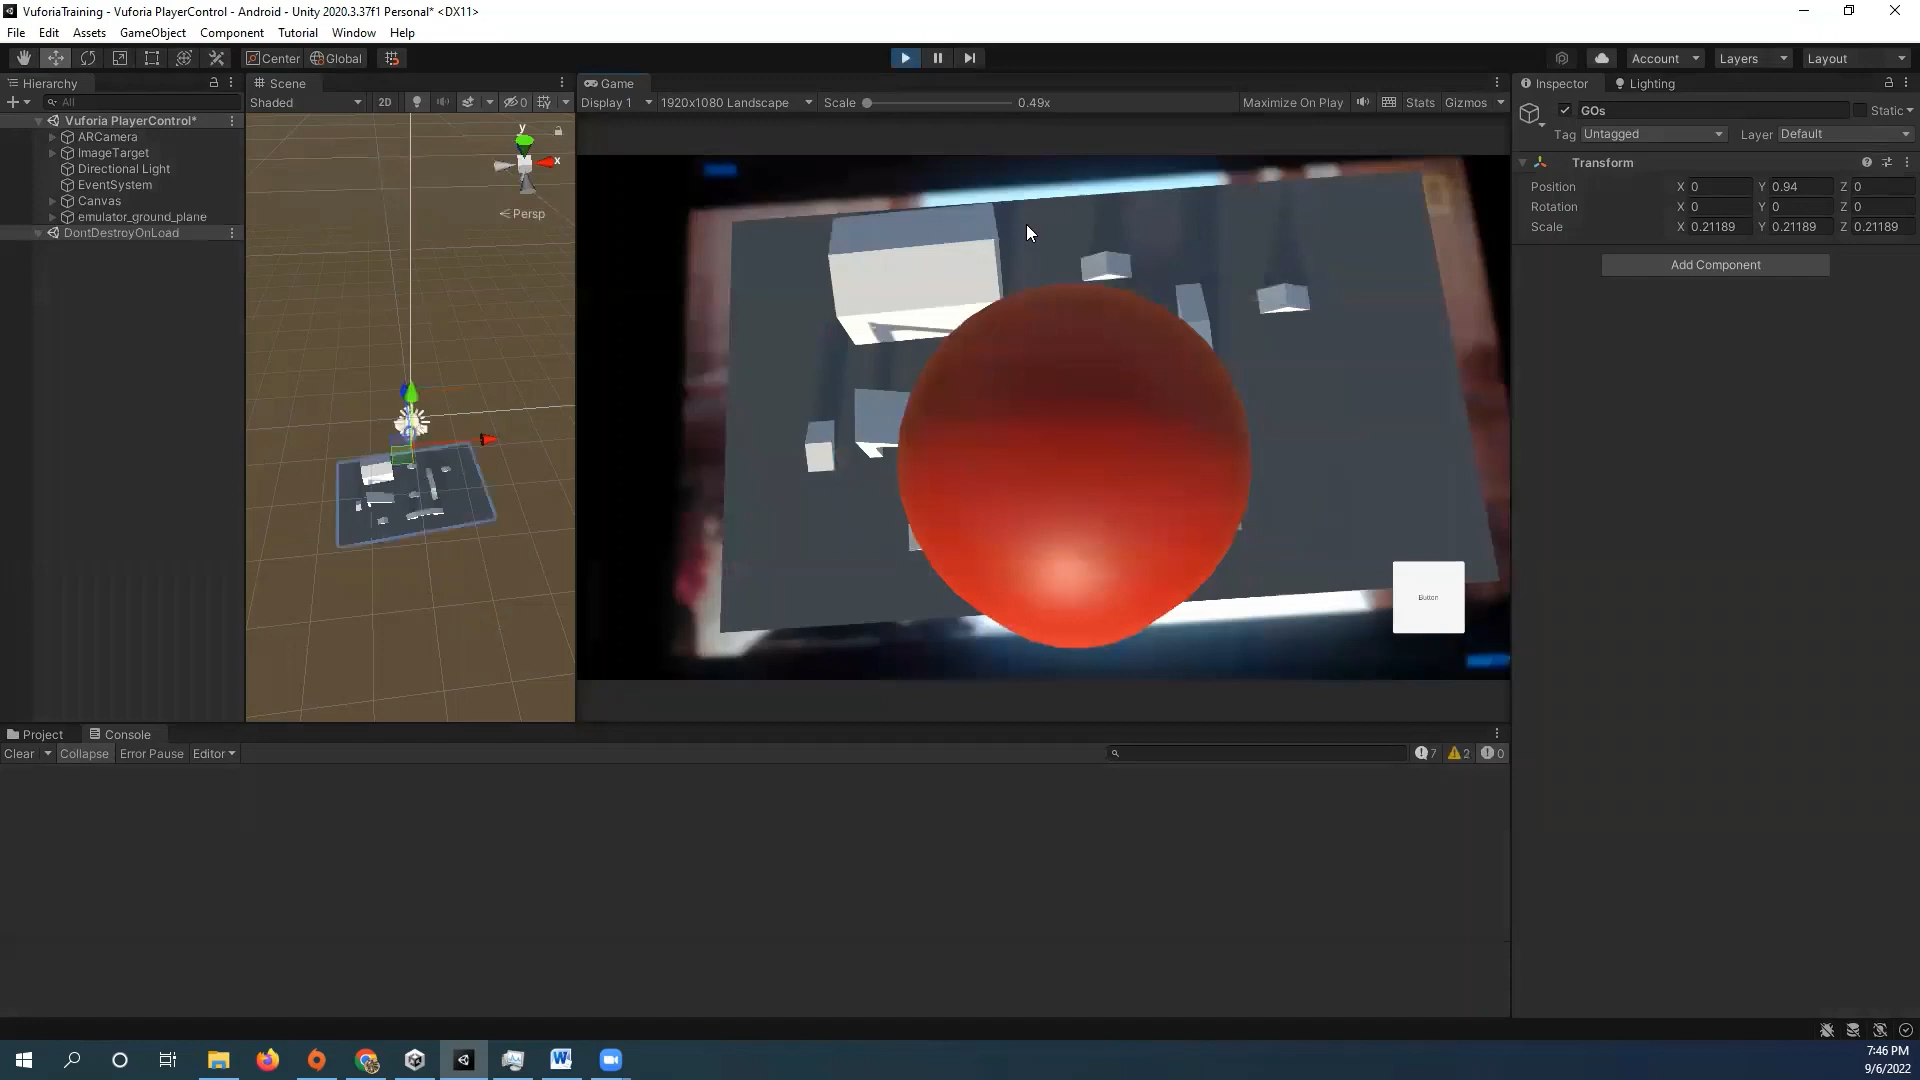 VuforiaTraining - Vuforia PlayerControl - Android - Unity 2020.3.37f1 Personal* <DX11>
File Edit Assets GameObject Component Tutorial Window Help
Center Global Account Layers Layout
Hierarchy Scene Game Inspector Lighting
All Shaded 2D 0 Display 1 1920x1080 Landscape Scale 0.49x Maximize On Play Stats Gizmos GOs Static
Vuforia PlayerControl*
ARCamera
ImageTarget
Directional Light
EventSystem
Canvas
emulator_ground_plane
DontDestroyOnLoad
y
x
Persp
Button
Tag Untagged Layer Default
Transform
Position X 0 Y 0.94 Z 0
Rotation X 0 Y 0 Z 0
Scale X 0.21189 Y 0.21189 Z 0.21189
Add Component
Project Console
Clear Collapse Error Pause Editor 7 2 0
7:46 PM
9/6/2022